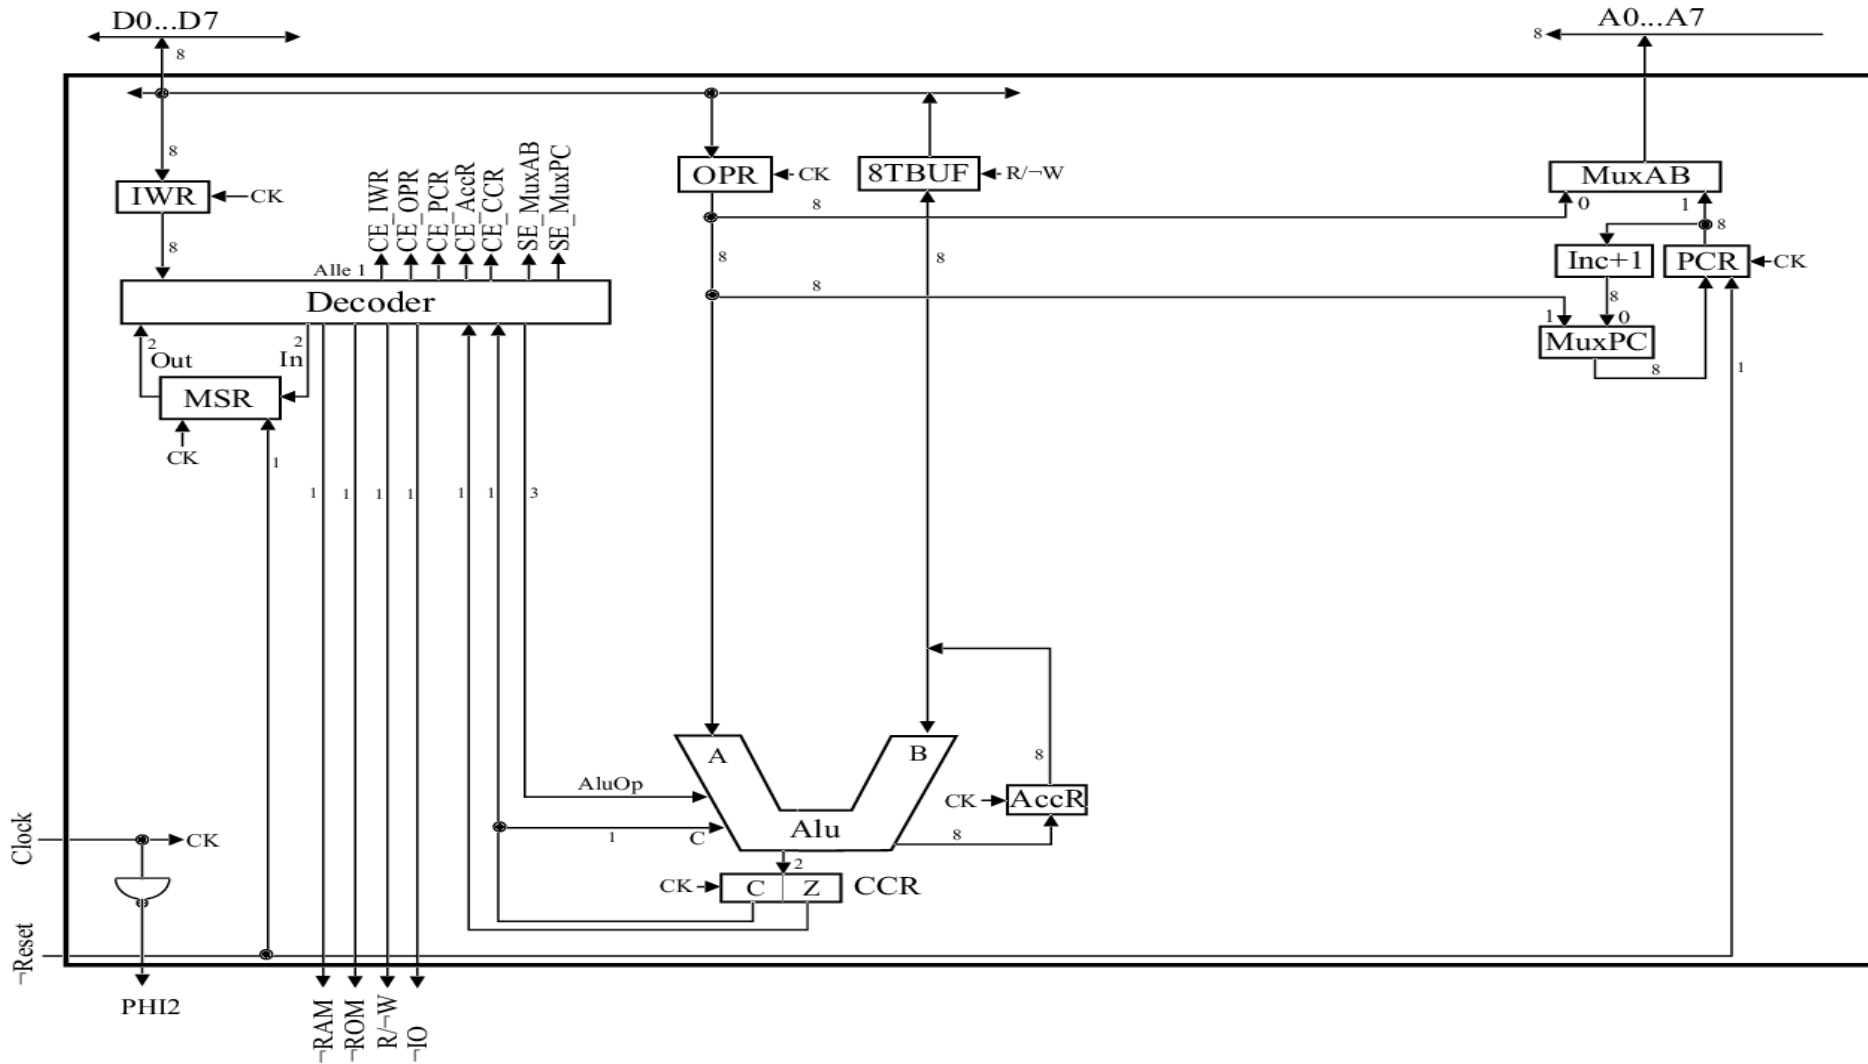 D0...D7
A0...A7
8
8
8
IWR
CK
OPR
CK
8TBUF
R/¬W
MuxAB
0
1
8
8
8
CE_IWR
CE_OPR
CE_PCR
CE_AccR
CE_CCR
SE_MuxAB
SE_MuxPC
Alle 1
8
8
Inc+1
PCR
CK
Decoder
8
8
1
0
MuxPC
8
1
2
Out
2
In
MSR
CK
1
1
1
1
1
1
1
3
A
B
8
AluOp
CK
AccR
C
1
Alu
8
2
CK
C
Z
CCR
Clock
CK
¬Reset
PHI2
¬RAM
¬ROM
R/¬W
¬IO